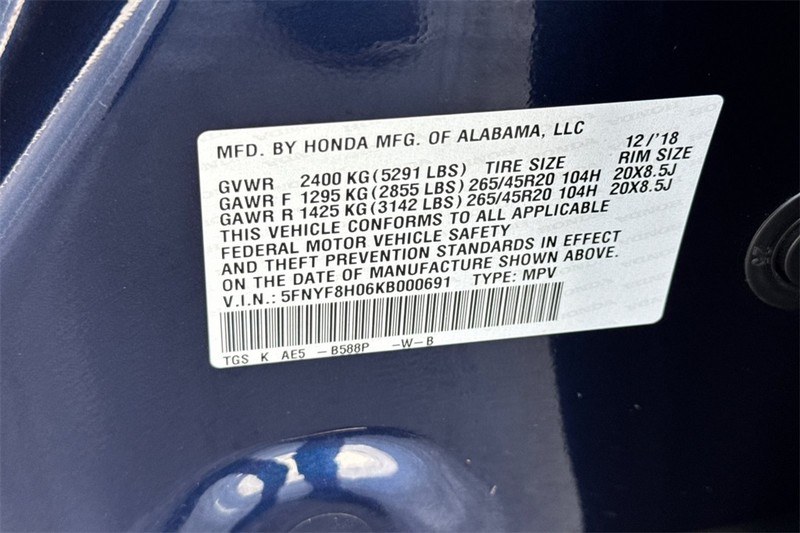 MFD. BY HONDA MFG. OF ALABAMA, LLC 12/'18
GVWR 2400 KG(5291 LBS) TIRE SIZE RIM SIZE
GAWR F 1295 KG(2855 LBS) 265/45R20 104H 20X8.5J
GAWR R 1425 KG(3142 LBS) 265/45R20 104H 20X8.5J
THIS VEHICLE CONFORMS TO ALL APPLICABLE
FEDERAL MOTOR VEHICLE SAFETY
AND THEFT PREVENTION STANDARDS IN EFFECT
ON THE DATE OF MANUFACTURE SHOWN ABOVE.
V.I.N.: 5FNYF8H06KB000691 TYPE: MPV
TGS K AE5 -B588P -W-B